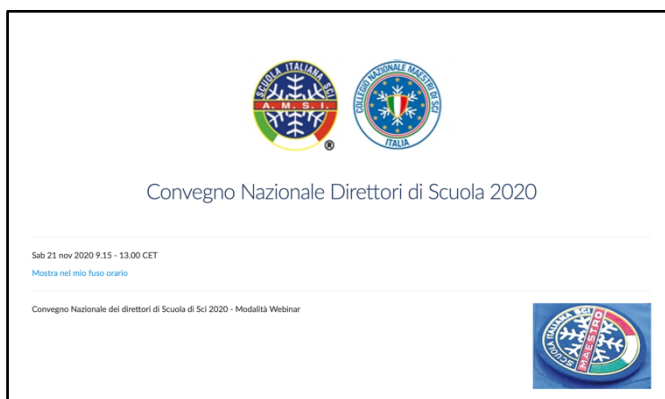 SCUOLA ITALIANA SCI
A. M. S. I.
®
COLLEGIO NAZIONALE MAESTRI DI SCI
ITALIA
Convegno Nazionale Direttori di Scuola 2020
Sab 21 nov 2020 9.15 - 13.00 CET
Mostra nel mio fuso orario
Convegno Nazionale dei direttori di Scuola di Sci 2020 - Modalità Webinar
SCUOLA ITALIANA SCI
MAESTRO